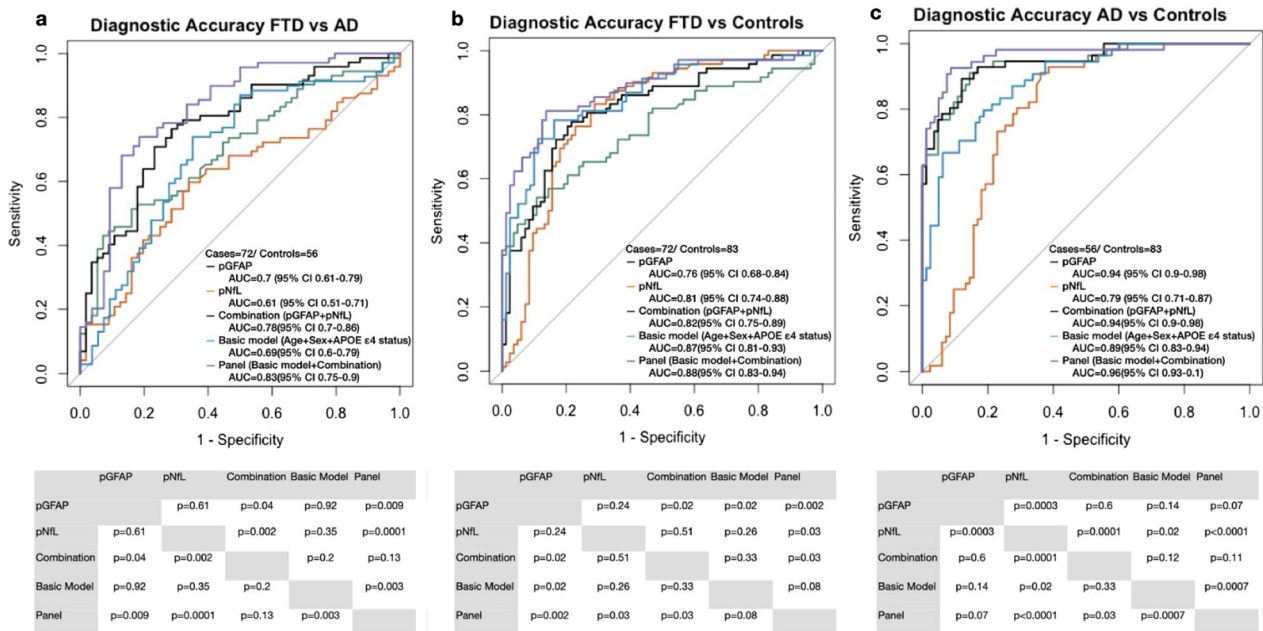 a
Diagnostic Accuracy FTD vs AD
Sensitivity
1.0
0.8
0.6
0.4
0.2
0.0
Cases=72/ Controls=56
pGFAP
AUC=0.7 (95% CI 0.61-0.79)
pNfL
AUC=0.61 (95% CI 0.51-0.71)
Combination (pGFAP+pNfL)
AUC=0.78(95% CI 0.7-0.86)
Basic model (Age+Sex+APOE ε4 status)
AUC=0.69(95% CI 0.6-0.79)
Panel (Basic model+Combination)
AUC=0.83(95% CI 0.75-0.9)
0.0 0.2 0.4 0.6 0.8 1.0
1 - Specificity
b
Diagnostic Accuracy FTD vs Controls
Sensitivity
1.0
0.8
0.6
0.4
0.2
0.0
Cases=72/ Controls=83
pGFAP
AUC=0.76 (95% CI 0.68-0.84)
pNfL
AUC=0.81 (95% CI 0.74-0.88)
Combination (pGFAP+pNfL)
AUC=0.82(95% CI 0.75-0.89)
Basic model (Age+Sex+APOE ε4 status)
AUC=0.87(95% CI 0.81-0.93)
Panel (Basic model+Combination)
AUC=0.88(95% CI 0.83-0.94)
0.0 0.2 0.4 0.6 0.8 1.0
1 - Specificity
c
Diagnostic Accuracy AD vs Controls
Sensitivity
1.0
0.8
0.6
0.4
0.2
0.0
Cases=56/ Controls=83
pGFAP
AUC=0.94 (95% CI 0.9-0.98)
pNfL
AUC=0.79 (95% CI 0.71-0.87)
Combination (pGFAP+pNfL)
AUC=0.94(95% CI 0.9-0.98)
Basic model (Age+Sex+APOE ε4 status)
AUC=0.89(95% CI 0.83-0.94)
Panel (Basic model+Combination)
AUC=0.96(95% CI 0.93-0.1)
0.0 0.2 0.4 0.6 0.8 1.0
1 - Specificity
pGFAP pNfL Combination Basic Model Panel
pGFAP p=0.61 p=0.04 p=0.92 p=0.009
pNfL p=0.61 p=0.002 p=0.35 p=0.0001
Combination p=0.04 p=0.002 p=0.2 p=0.13
Basic Model p=0.92 p=0.35 p=0.2 p=0.003
Panel p=0.009 p=0.0001 p=0.13 p=0.003
pGFAP pNfL Combination Basic Model Panel
pGFAP p=0.24 p=0.02 p=0.02 p=0.002
pNfL p=0.24 p=0.51 p=0.26 p=0.03
Combination p=0.02 p=0.51 p=0.33 p=0.03
Basic Model p=0.02 p=0.26 p=0.33 p=0.08
Panel p=0.002 p=0.03 p=0.03 p=0.08
pGFAP pNfL Combination Basic Model Panel
pGFAP p=0.0003 p=0.6 p=0.14 p=0.07
pNfL p=0.0003 p=0.0001 p=0.02 p<0.0001
Combination p=0.6 p=0.0001 p=0.12 p=0.11
Basic Model p=0.14 p=0.02 p=0.33 p=0.0007
Panel p=0.07 p<0.0001 p=0.03 p=0.0007